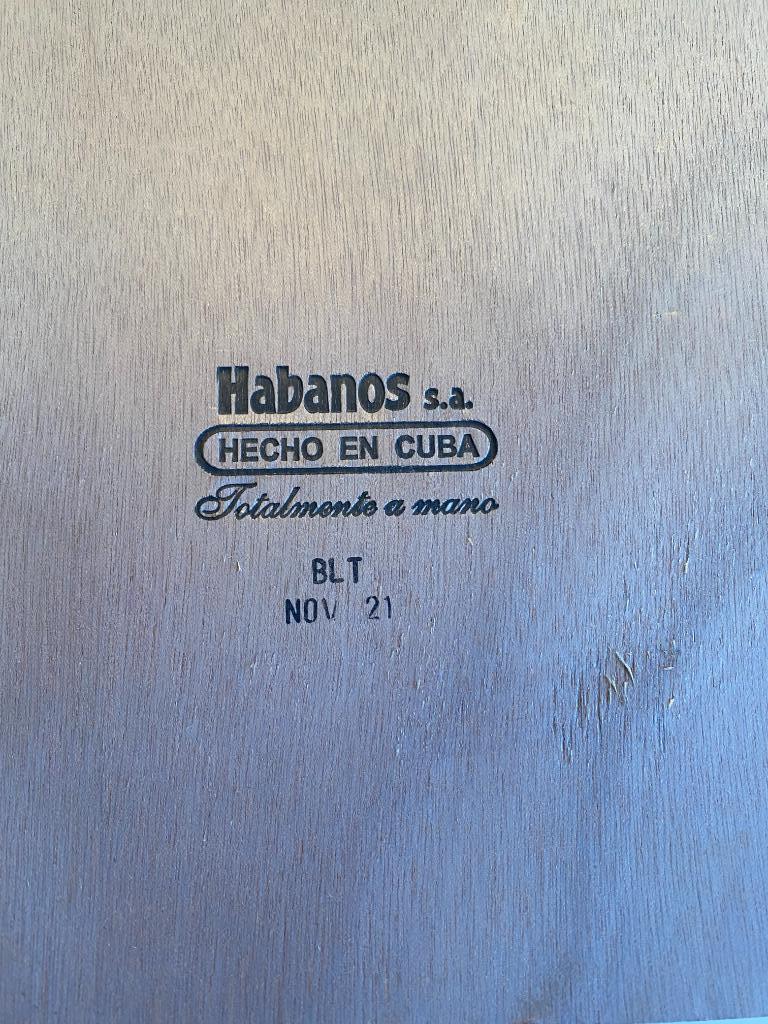 Habanos s.a.
HECHO EN CUBA
Totalmente a mano
BLT
NOV 21